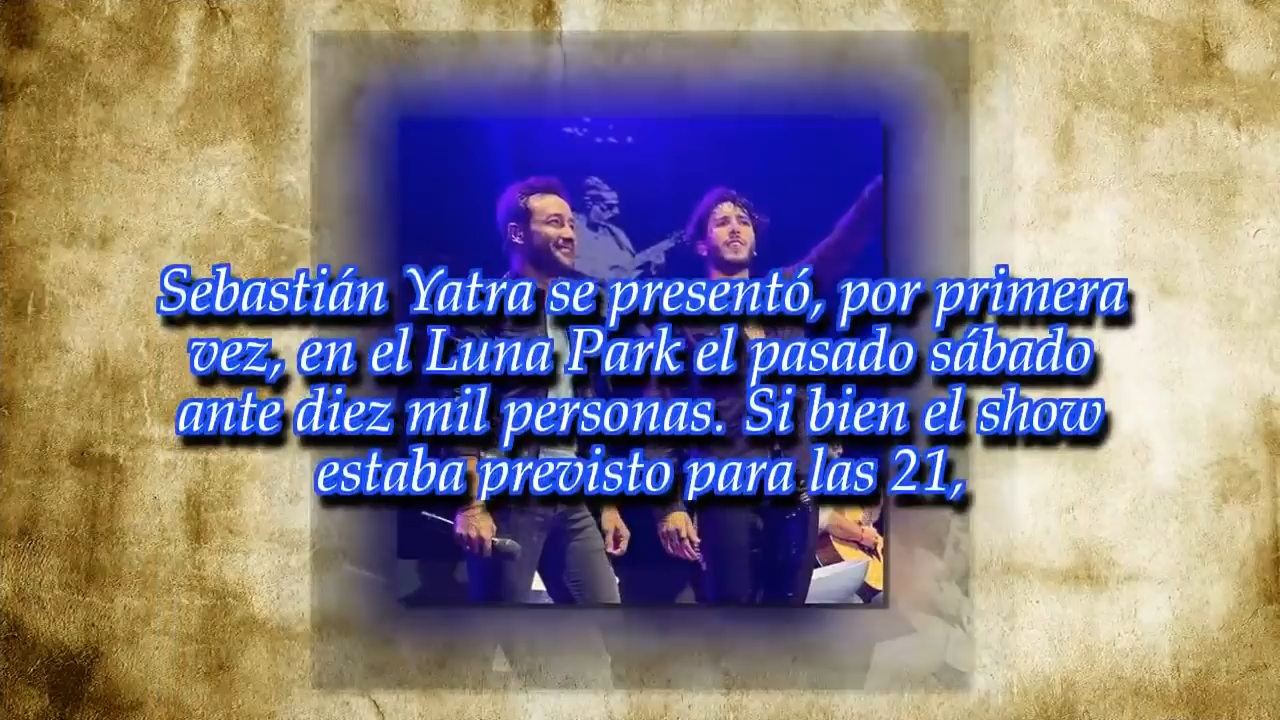 Sebastián Yatra se presentó, por primera
vez, en el Luna Park el pasado sábado
ante diez mil personas. Si bien el show
estaba previsto para las 21,